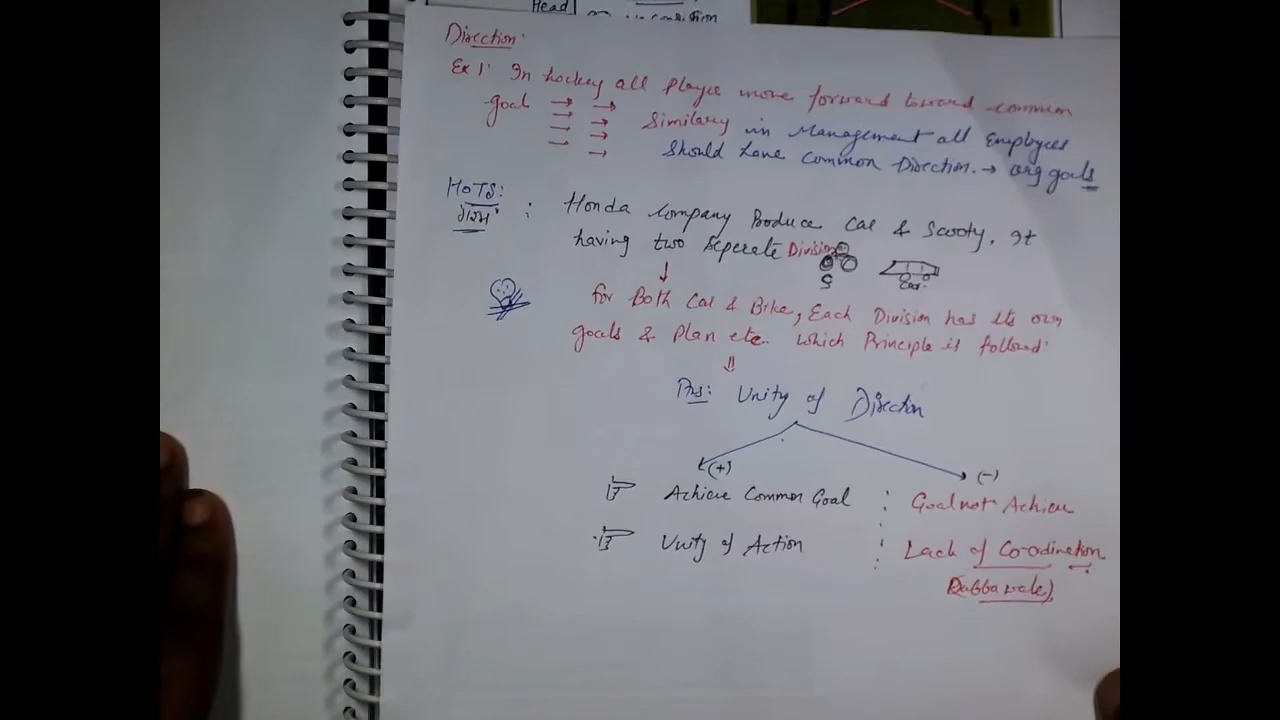 Head
Direction:
Ex 1: In hockey all Playce move forward toward common
goal → → Similary in Management all Employees
Should have Common Direction. → org goals
HOTS:
: Honda Company Produce Car & Scooty, It
having two Seperate Division
S
Car
for Both Car & Bike, Each Division has its own
goals & Plan etc. which Principle is followed
Ans: Unity of Direction
(+) (-)
Achieve Common Goal : Goal not Achieve
Unity of Action : Lack of Co-odination
Dabbawale)